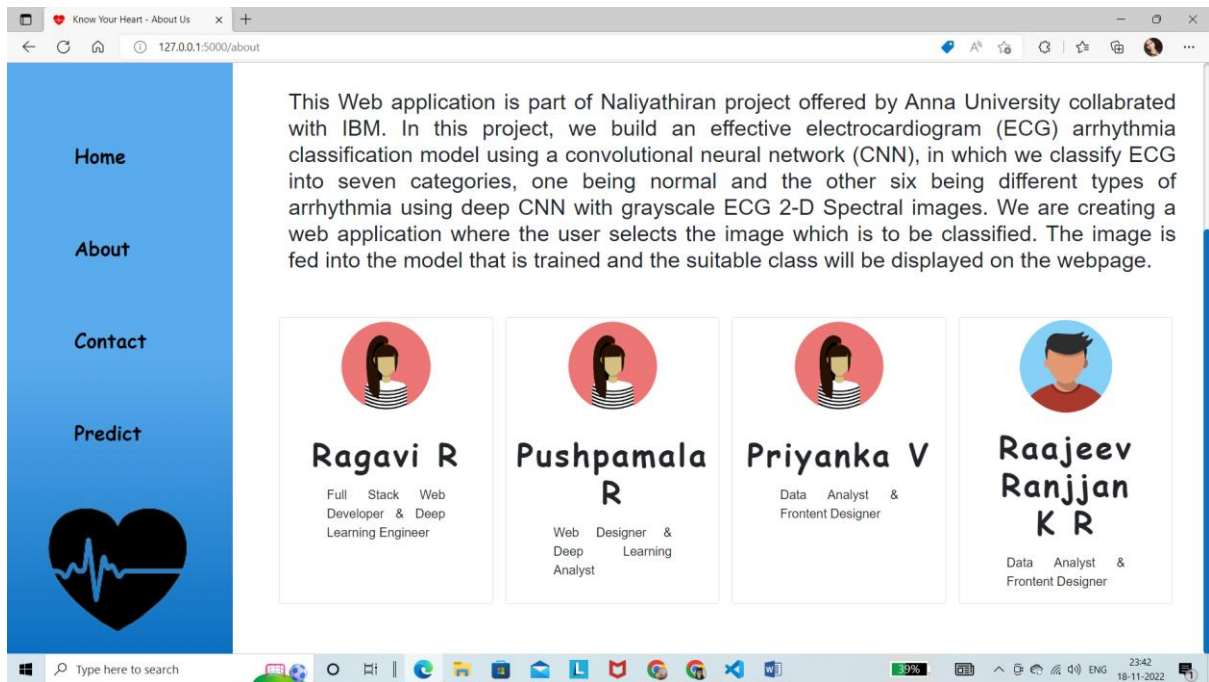 Know Your Heart - About Us
127.0.0.1:5000/about
Home
About
Contact
Predict
This Web application is part of Naliyathiran project offered by Anna University collabrated
with IBM. In this project, we build an effective electrocardiogram (ECG) arrhythmia
classification model using a convolutional neural network (CNN), in which we classify ECG
into seven categories, one being normal and the other six being different types of
arrhythmia using deep CNN with grayscale ECG 2-D Spectral images. We are creating a
web application where the user selects the image which is to be classified. The image is
fed into the model that is trained and the suitable class will be displayed on the webpage.
Ragavi R
Full Stack Web
Developer & Deep
Learning Engineer
Pushpamala
R
Web Designer &
Deep Learning
Analyst
Priyanka V
Data Analyst &
Frontent Designer
Raajeev
Ranjjan
K R
Data Analyst &
Frontent Designer
Type here to search
39%
ENG
23:42
18-11-2022